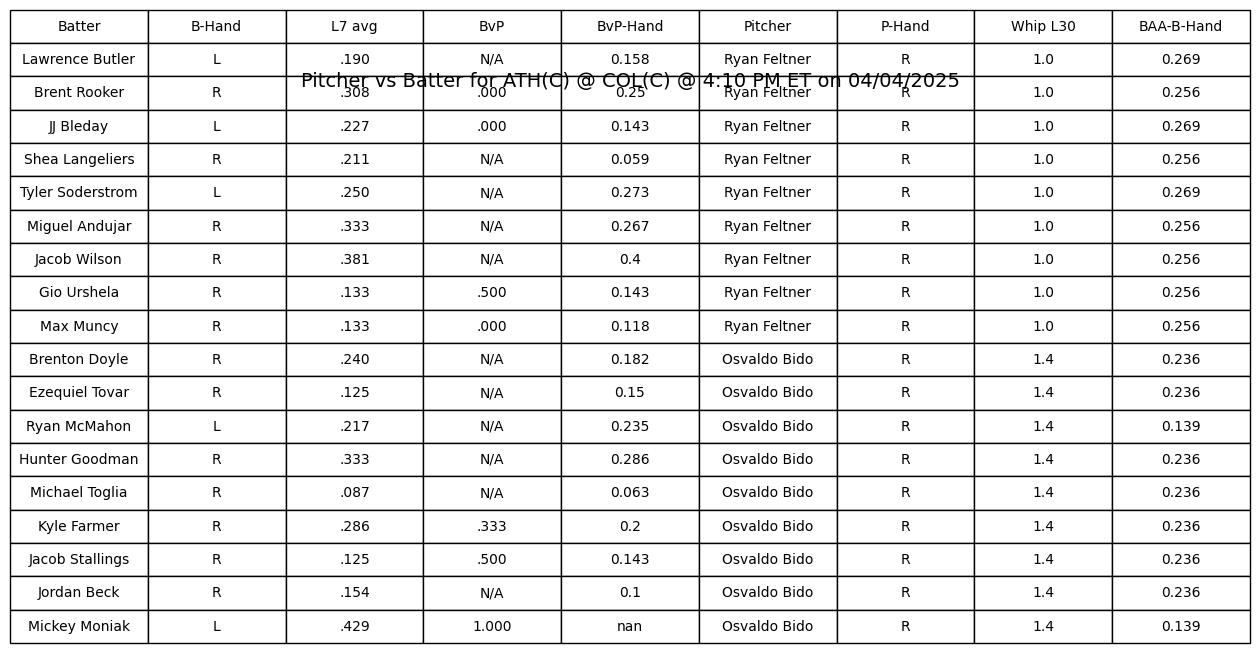 Batter B-Hand L7 avg BvP BvP-Hand Pitcher P-Hand Whip L30 BAA-B-Hand
Lawrence Butler L .190 N/A 0.158 Ryan Feltner R 1.0 0.269
Pitcher vs Batter for ATH(C) @ COL(C) @ 4:10 PM ET on 04/04/2025
Brent Rooker R .308 .000 0.25 Ryan Feltner R 1.0 0.256
JJ Bleday L .227 .000 0.143 Ryan Feltner R 1.0 0.269
Shea Langeliers R .211 N/A 0.059 Ryan Feltner R 1.0 0.256
Tyler Soderstrom L .250 N/A 0.273 Ryan Feltner R 1.0 0.269
Miguel Andujar R .333 N/A 0.267 Ryan Feltner R 1.0 0.256
Jacob Wilson R .381 N/A 0.4 Ryan Feltner R 1.0 0.256
Gio Urshela R .133 .500 0.143 Ryan Feltner R 1.0 0.256
Max Muncy R .133 .000 0.118 Ryan Feltner R 1.0 0.256
Brenton Doyle R .240 N/A 0.182 Osvaldo Bido R 1.4 0.236
Ezequiel Tovar R .125 N/A 0.15 Osvaldo Bido R 1.4 0.236
Ryan McMahon L .217 N/A 0.235 Osvaldo Bido R 1.4 0.139
Hunter Goodman R .333 N/A 0.286 Osvaldo Bido R 1.4 0.236
Michael Toglia R .087 N/A 0.063 Osvaldo Bido R 1.4 0.236
Kyle Farmer R .286 .333 0.2 Osvaldo Bido R 1.4 0.236
Jacob Stallings R .125 .500 0.143 Osvaldo Bido R 1.4 0.236
Jordan Beck R .154 N/A 0.1 Osvaldo Bido R 1.4 0.236
Mickey Moniak L .429 1.000 nan Osvaldo Bido R 1.4 0.139